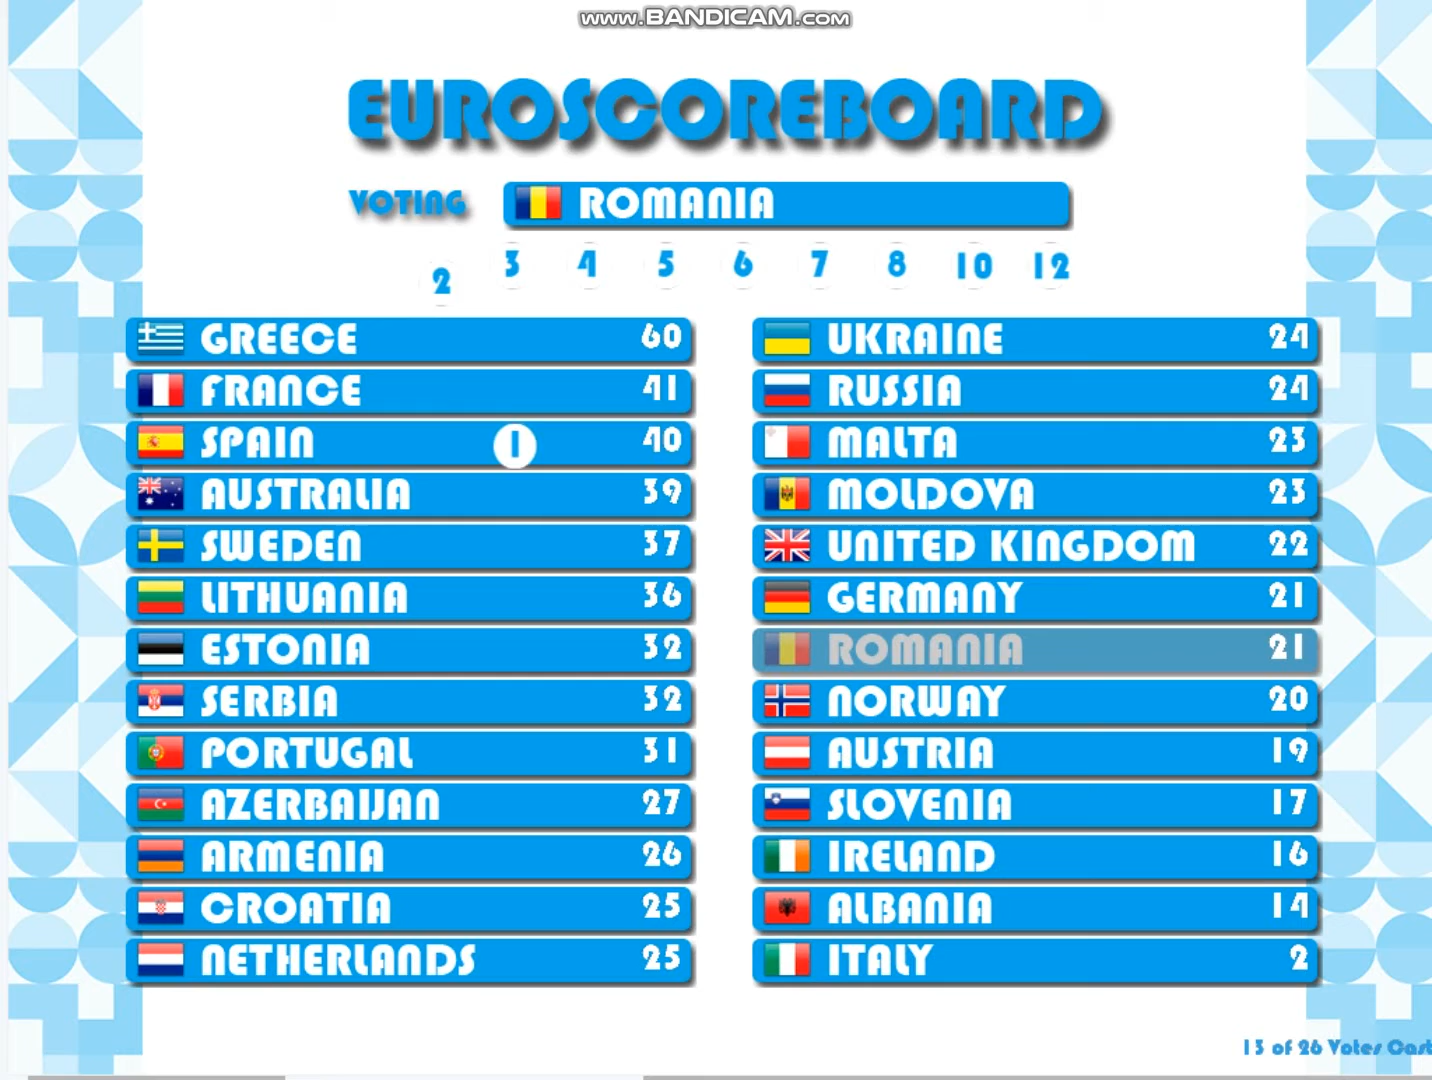 www.BANDICAM.com
EUROSCOREBOARD
VOTING ROMANIA
2 3 4 5 6 7 8 10 12
GREECE 60
FRANCE 41
SPAIN 1 40
AUSTRALIA 39
SWEDEN 37
LITHUANIA 36
ESTONIA 32
SERBIA 32
PORTUGAL 31
AZERBAIJAN 27
ARMENIA 26
CROATIA 25
NETHERLANDS 25
UKRAINE 24
RUSSIA 24
MALTA 23
MOLDOVA 23
UNITED KINGDOM 22
GERMANY 21
ROMANIA 21
NORWAY 20
AUSTRIA 19
SLOVENIA 17
IRELAND 16
ALBANIA 14
ITALY 2
13 of 26 Votes Cast